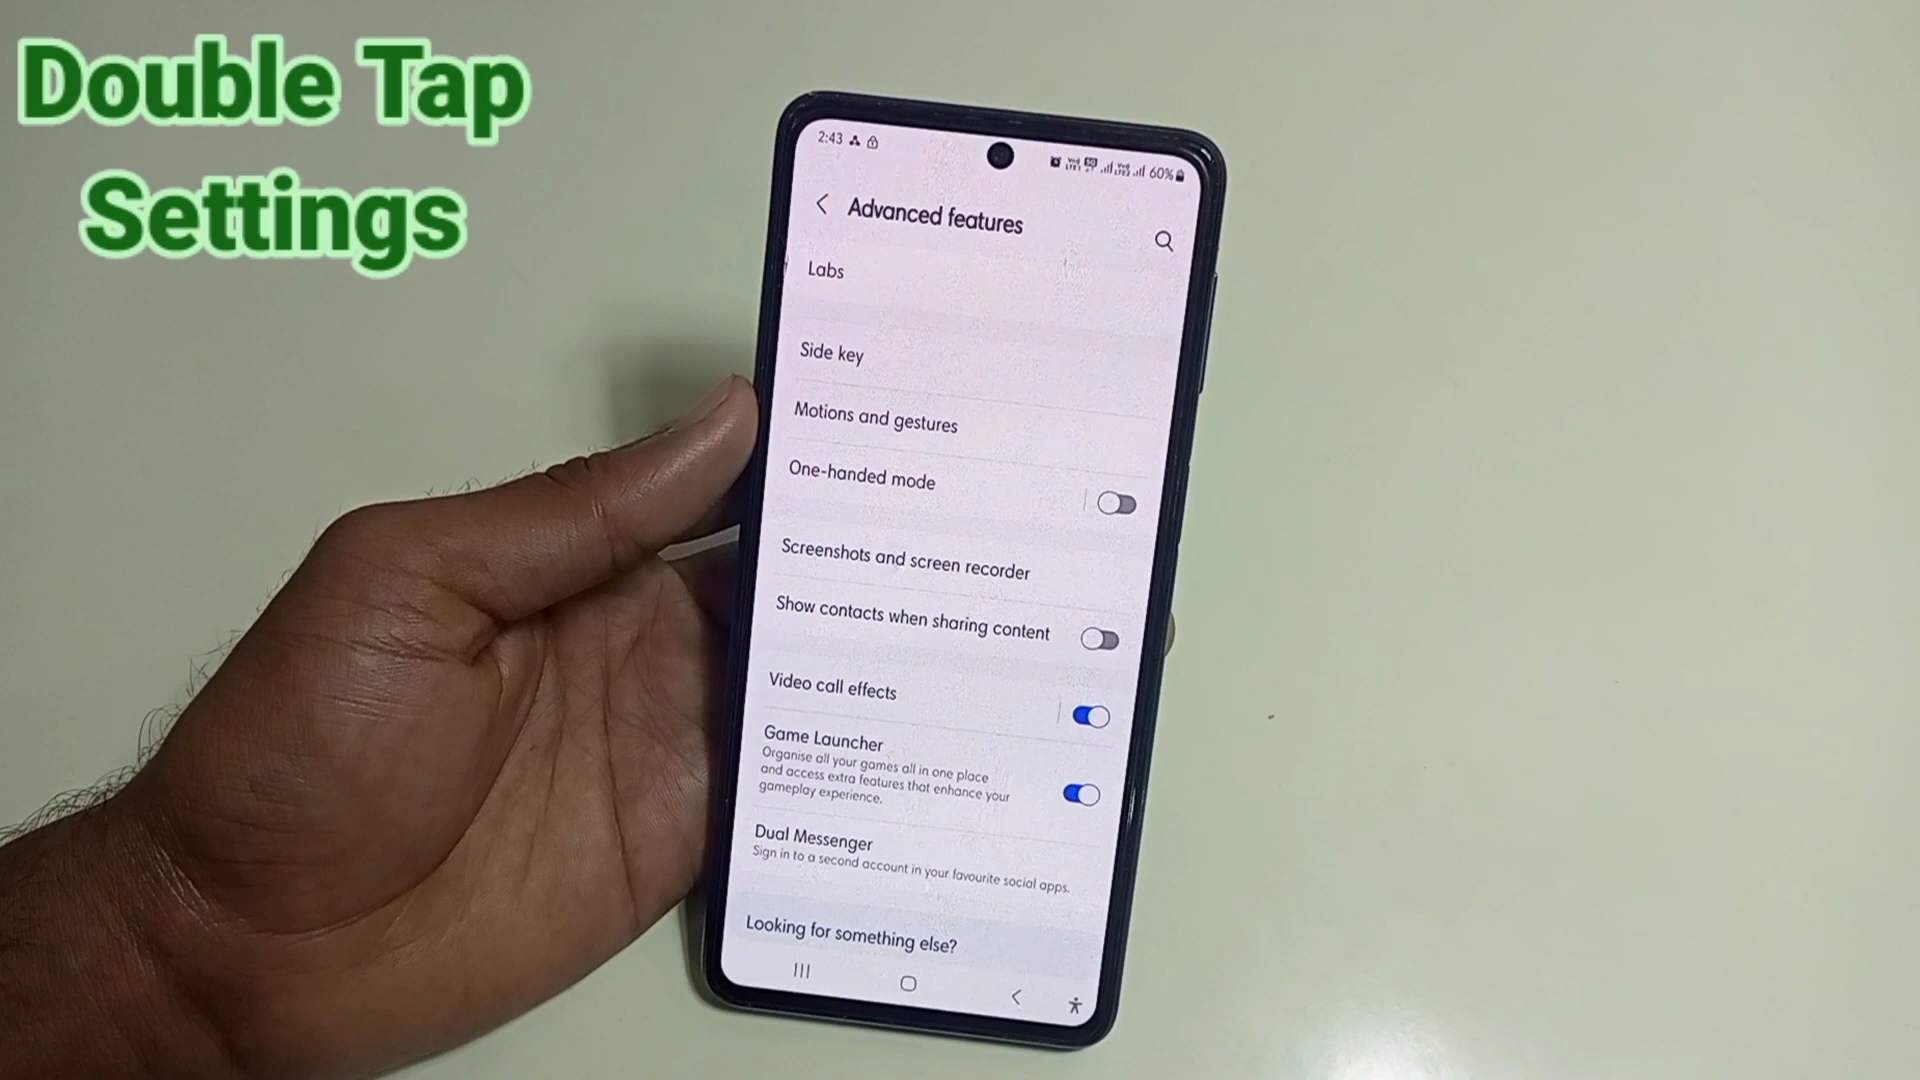 Double Tap
Settings
2:43
60%
Advanced features
Labs
Side key
Motions and gestures
One-handed mode
Screenshots and screen recorder
Show contacts when sharing content
Video call effects
Game Launcher
Organise all your games all in one place
and access extra features that enhance your
gameplay experience.
Dual Messenger
Sign in to a second account in your favourite social apps.
Looking for something else?